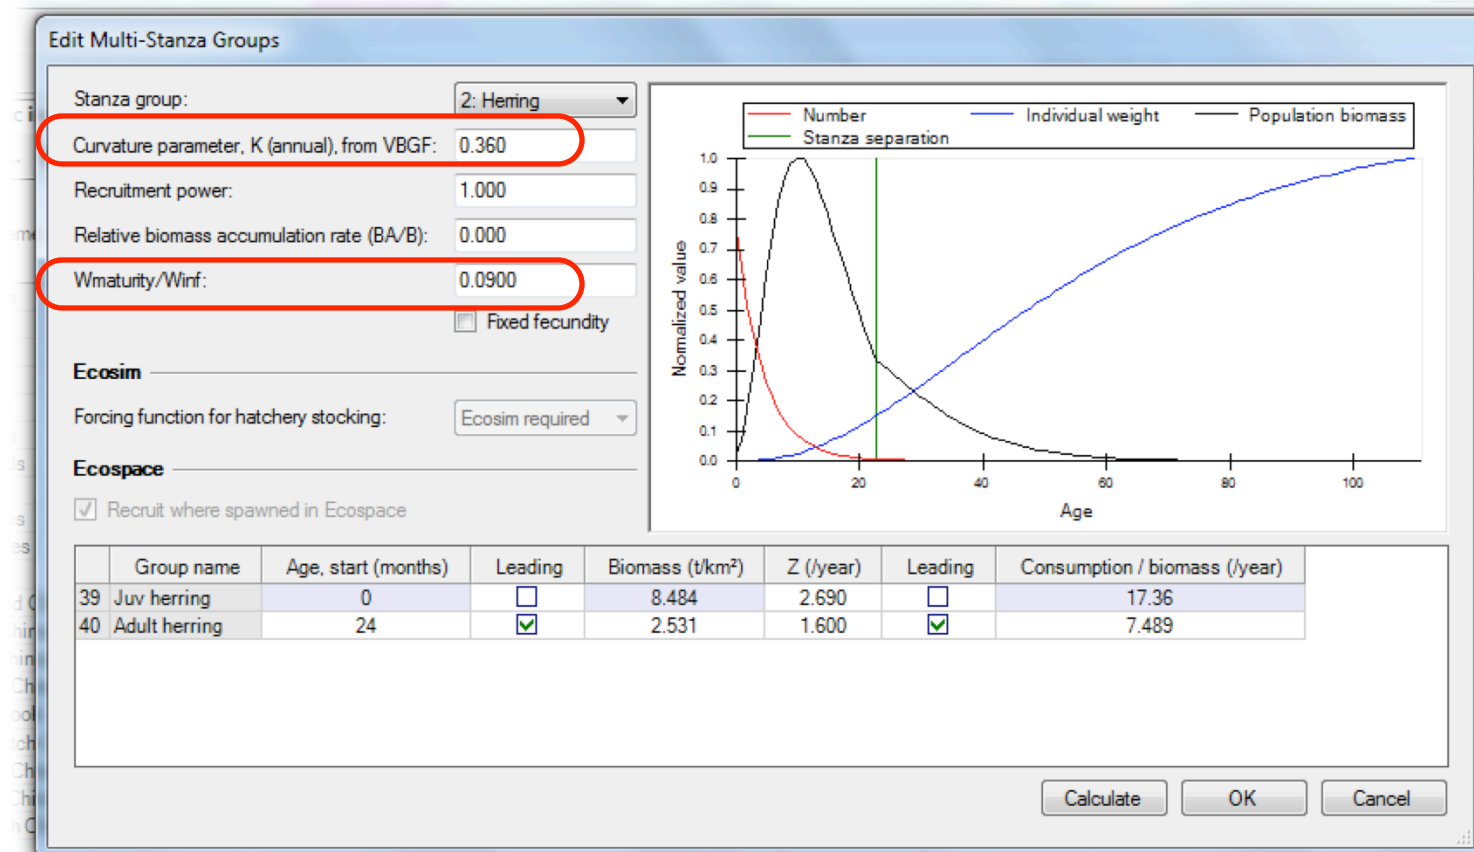 Edit Multi-Stanza Groups
Stanza group: 2: Herring
Curvature parameter, K (annual), from VBGF: 0.360
Recruitment power: 1.000
Relative biomass accumulation rate (BA/B): 0.000
Wmaturity/Winf: 0.0900
Fixed fecundity
Ecosim
Forcing function for hatchery stocking: Ecosim required
Ecospace
Recruit where spawned in Ecospace
Number Individual weight Population biomass
Stanza separation
Normalized value
1.0
0.9
0.8
0.7
0.6
0.5
0.4
0.3
0.2
0.1
0.0
0 20 40 60 80 100
Age
Group name Age, start (months) Leading Biomass (t/km²) Z (/year) Leading Consumption / biomass (/year)
39 Juv herring 0 8.484 2.690 17.36
40 Adult herring 24 2.531 1.600 7.489
Calculate OK Cancel